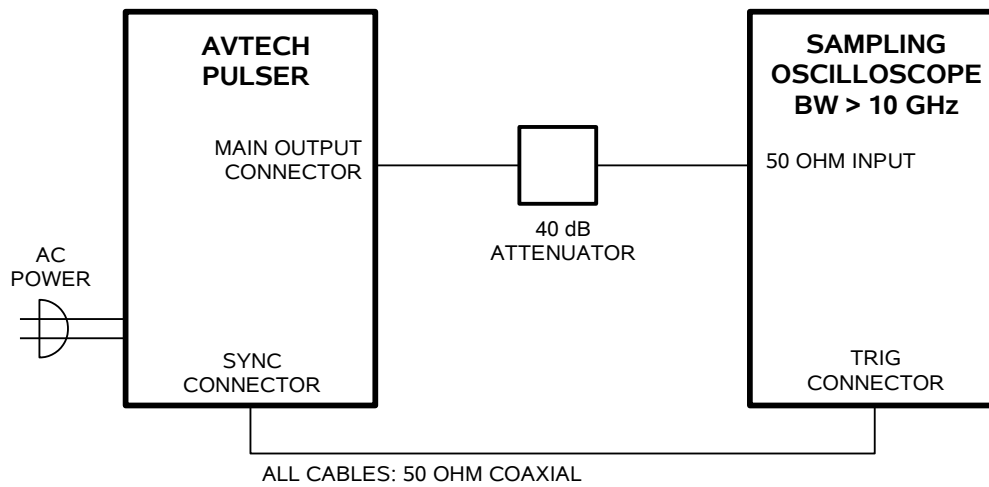 AVTECH
PULSER
MAIN OUTPUT
CONNECTOR
AC
POWER
SYNC
CONNECTOR
40 dB
ATTENUATOR
SAMPLING
OSCILLOSCOPE
BW > 10 GHz
50 OHM INPUT
TRIG
CONNECTOR
ALL CABLES: 50 OHM COAXIAL